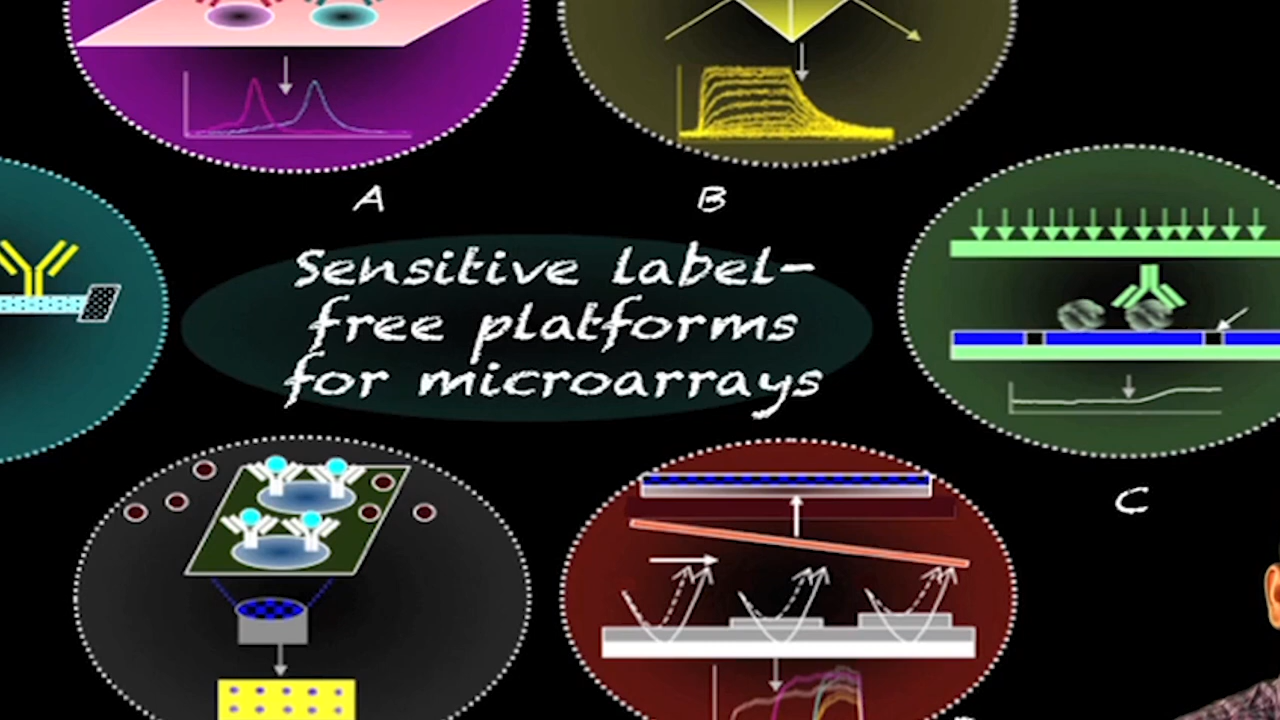 A
B
Sensitive label-
free platforms
for microarrays
C